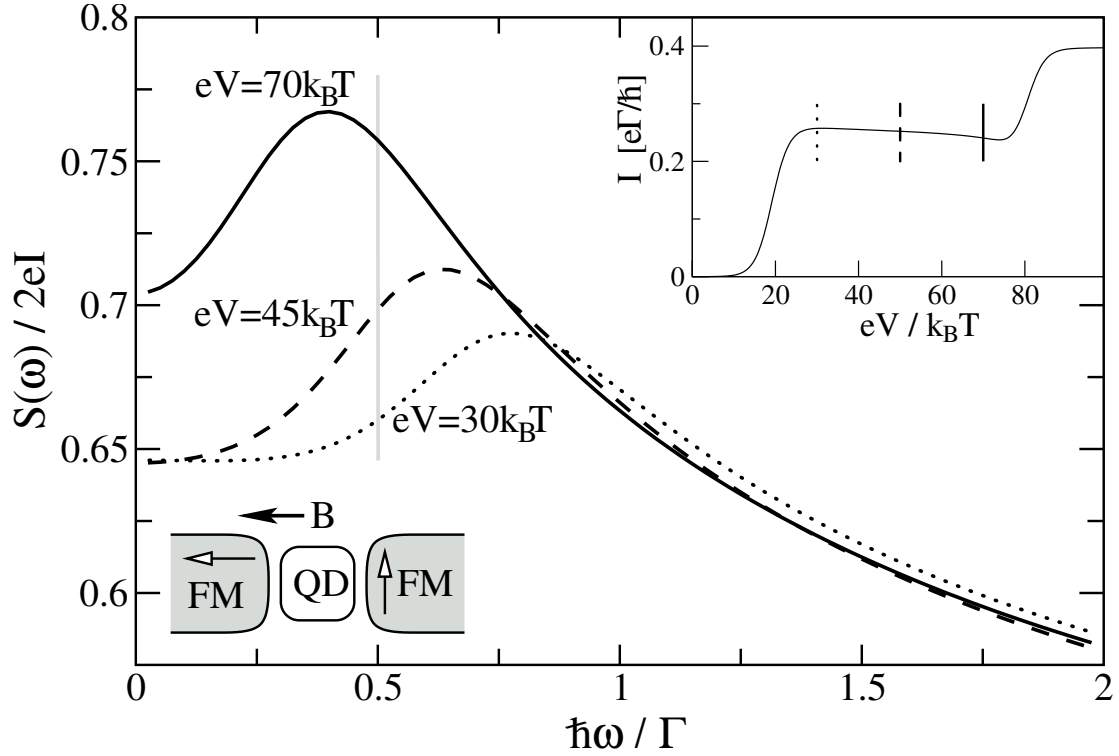 0.8
0.75
0.7
0.65
0.6
S(ω) / 2eI
eV=70k_BT
eV=45k_BT
eV=30k_BT
B
FM
QD
FM
0
0.5
1
1.5
2
ħω / Γ
0.4
0.2
0
I [eΓ/ħ]
0
20
40
60
80
eV / k_BT